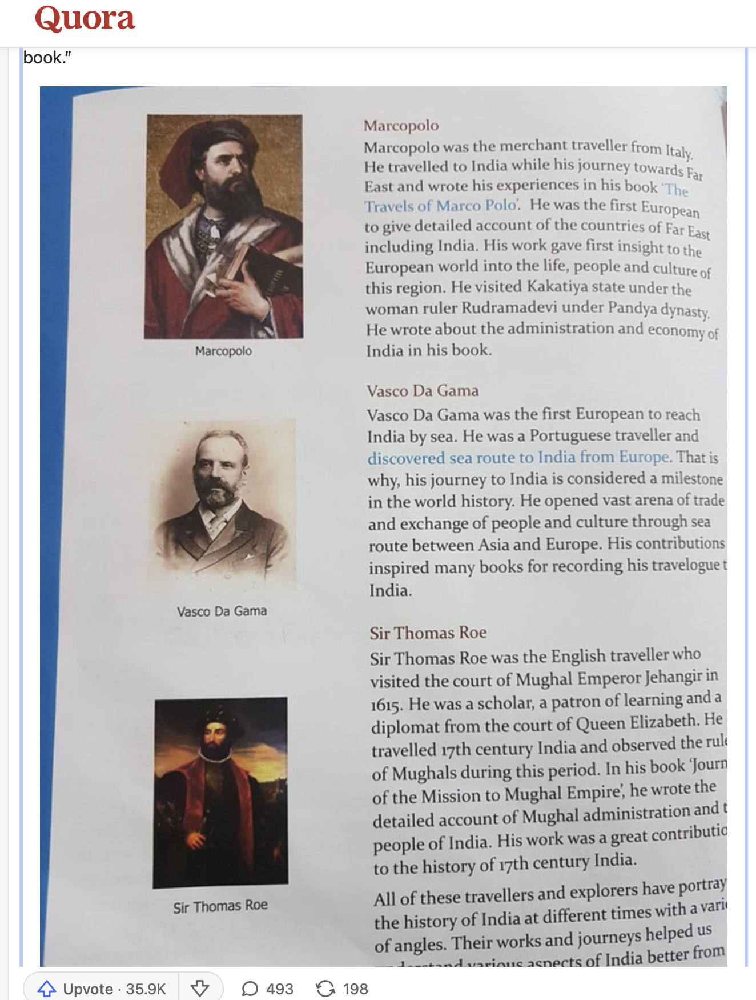 Quora
book.”
Marcopolo
Marcopolo was the merchant traveller from Italy.
He travelled to India while his journey towards Far
East and wrote his experiences in his book ‘The
Travels of Marco Polo’. He was the first European
to give detailed account of the countries of Far East
including India. His work gave first insight to the
European world into the life, people and culture of
this region. He visited Kakatiya state under the
woman ruler Rudramadevi under Pandya dynasty.
He wrote about the administration and economy of
India in his book.
Marcopolo
Vasco Da Gama
Vasco Da Gama was the first European to reach
India by sea. He was a Portuguese traveller and
discovered sea route to India from Europe. That is
why, his journey to India is considered a milestone
in the world history. He opened vast arena of trade
and exchange of people and culture through sea
route between Asia and Europe. His contributions
inspired many books for recording his travelogue t
India.
Vasco Da Gama
Sir Thomas Roe
Sir Thomas Roe was the English traveller who
visited the court of Mughal Emperor Jehangir in
1615. He was a scholar, a patron of learning and a
diplomat from the court of Queen Elizabeth. He
travelled 17th century India and observed the rule
of Mughals during this period. In his book ‘Journ
of the Mission to Mughal Empire’, he wrote the
detailed account of Mughal administration and t
people of India. His work was a great contributio
to the history of 17th century India.
Sir Thomas Roe
All of these travellers and explorers have portray
the history of India at different times with a varie
of angles. Their works and journeys helped us
understand various aspects of India better from
Upvote · 35.9K
493
198